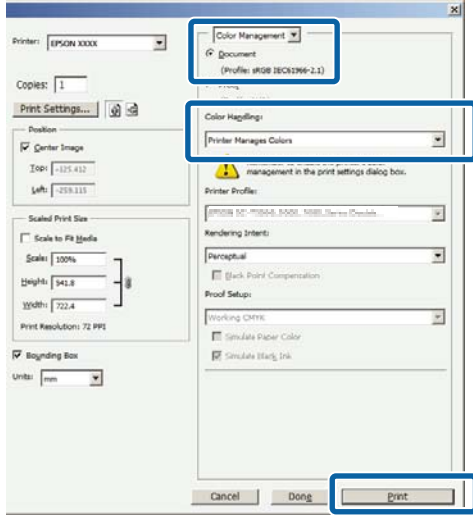 Printer: EPSON XXXX
Copies: 1
Print Settings...
Position
Center Image
Top: -125.412
Left: -259.115
Scaled Print Size
Scale to Fit Media
Scale: 100%
Height: 541.8
Width: 722.4
Print Resolution: 72 PPI
Bounding Box
Units: mm
Color Management
Document
(Profile: sRGB IEC61966-2.1)
Color Handling:
Printer Manages Colors
management in the print settings dialog box.
Printer Profile:
Rendering Intent:
Perceptual
Black Point Compensation
Proof Setup:
Working CMYK
Simulate Paper Color
Simulate Black Ink
Cancel
Done
Print